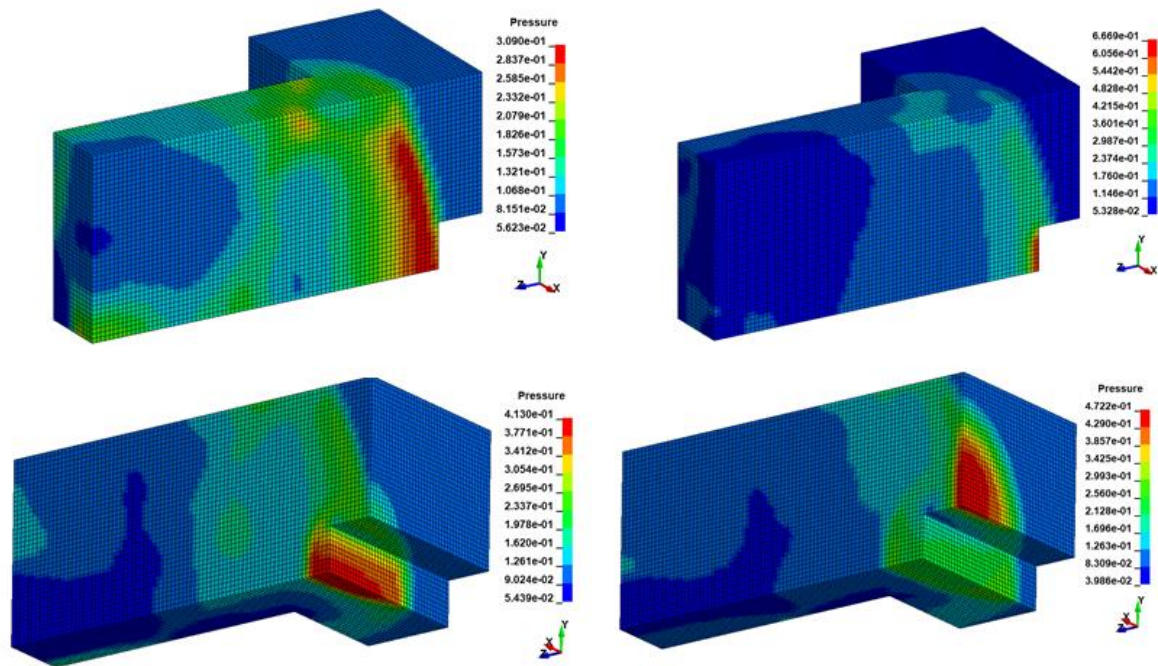 Pressure
3.090e-01
2.837e-01
2.585e-01
2.332e-01
2.079e-01
1.826e-01
1.573e-01
1.321e-01
1.068e-01
8.151e-02
5.623e-02
Y
Z
X
6.669e-01
6.056e-01
5.442e-01
4.828e-01
4.215e-01
3.601e-01
2.987e-01
2.374e-01
1.760e-01
1.146e-01
5.328e-02
Y
Z
X
Pressure
4.130e-01
3.771e-01
3.412e-01
3.054e-01
2.695e-01
2.337e-01
1.978e-01
1.620e-01
1.261e-01
9.024e-02
5.439e-02
Y
X
Z
Pressure
4.722e-01
4.290e-01
3.857e-01
3.425e-01
2.993e-01
2.560e-01
2.128e-01
1.696e-01
1.263e-01
8.309e-02
3.986e-02
Y
X
Z